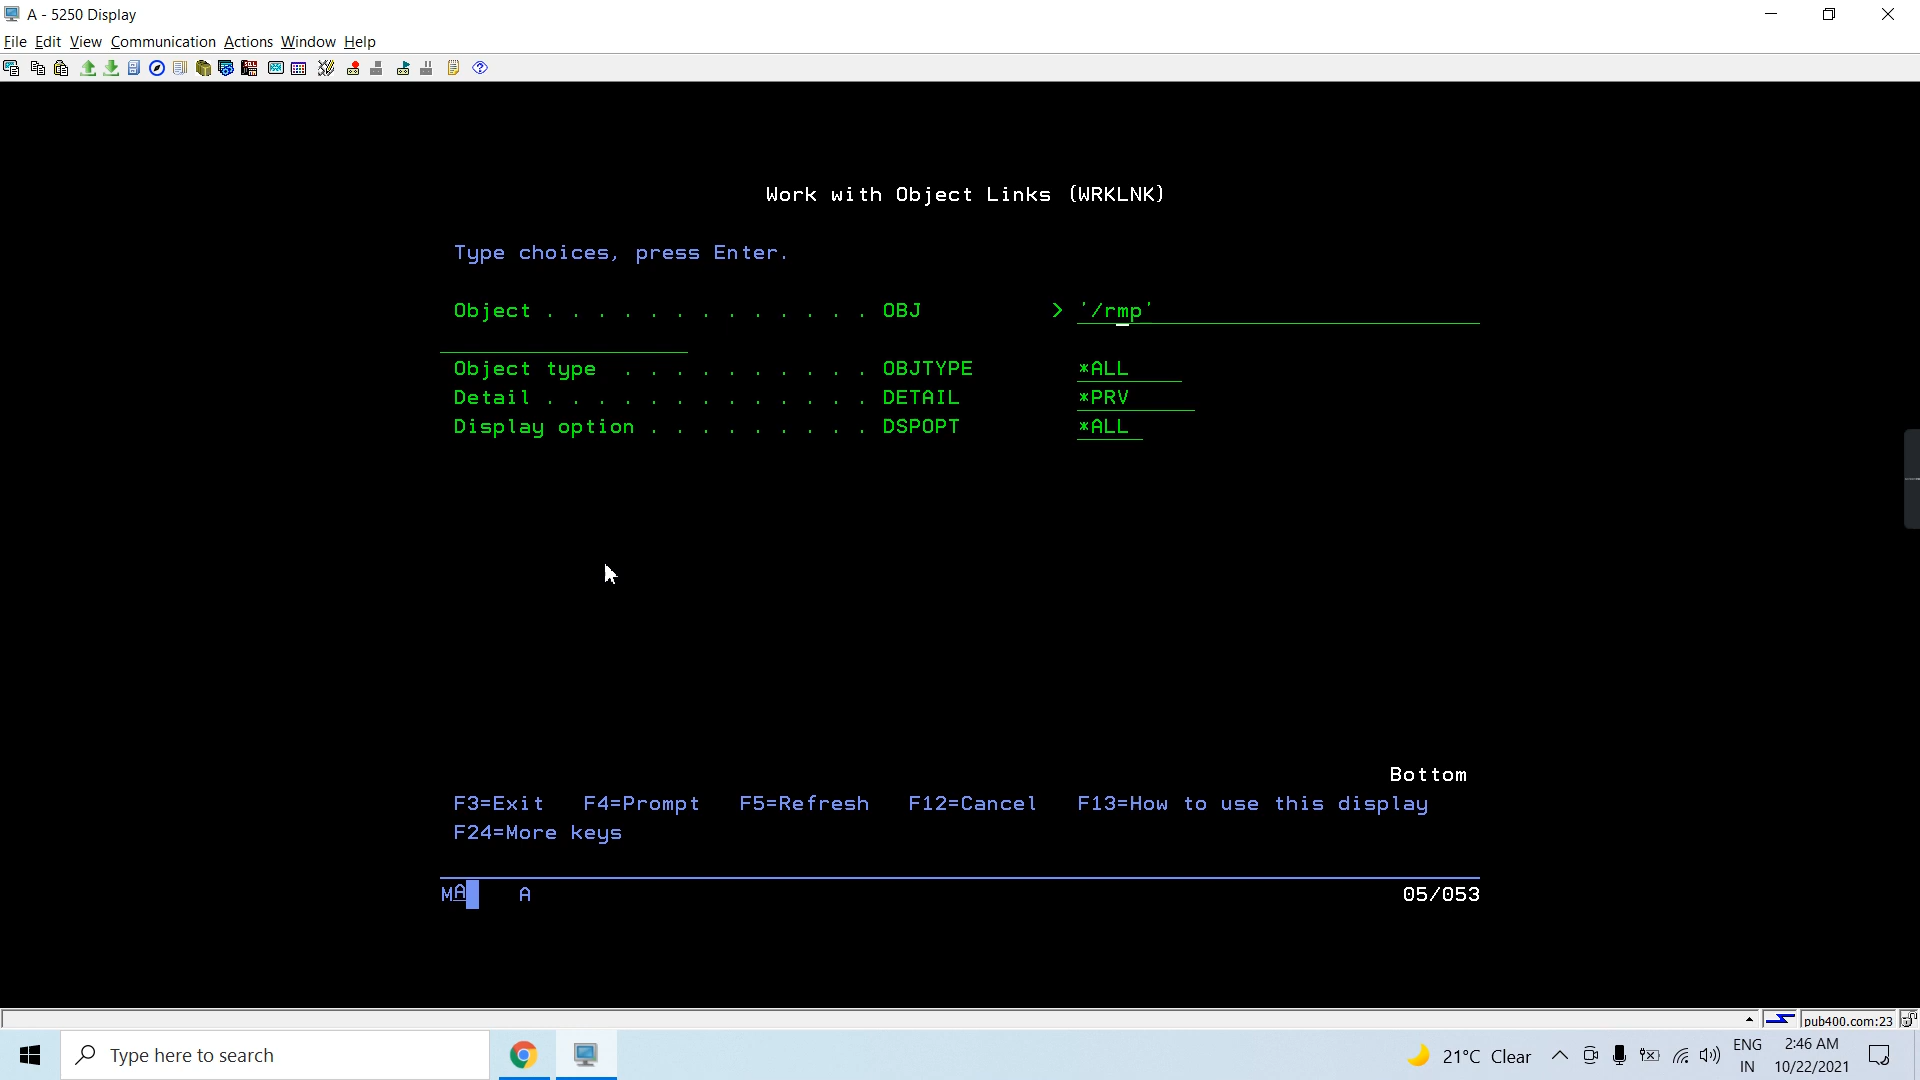 A - 5250 Display
File Edit View Communication Actions Window Help
Work with Object Links (WRKLNK)
Type choices, press Enter.
Object . . . . . . . . . . . . . OBJ > '/rmp'
Object type . . . . . . . . . . OBJTYPE *ALL
Detail . . . . . . . . . . . . . DETAIL *PRV
Display option . . . . . . . . . DSPOPT *ALL
Bottom
F3=Exit F4=Prompt F5=Refresh F12=Cancel F13=How to use this display
F24=More keys
MA A 05/053
pub400.com:23
Type here to search
21°C Clear
ENG
IN
2:46 AM
10/22/2021